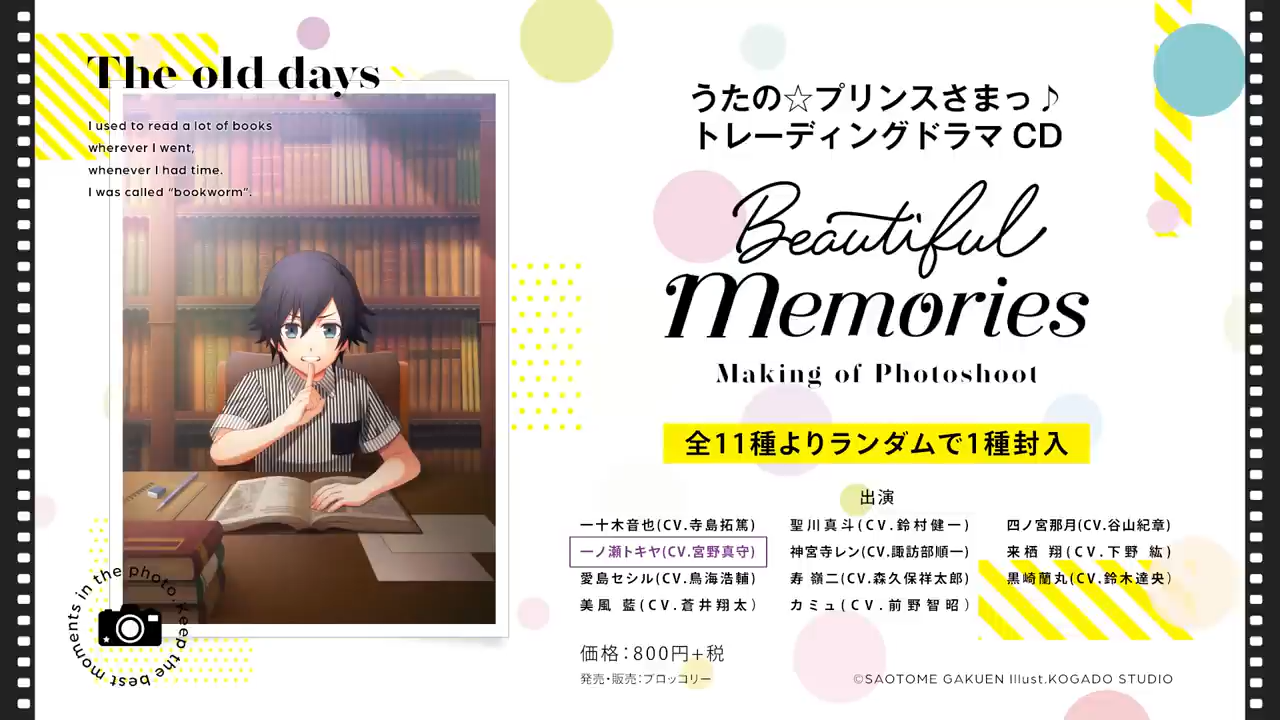 The old days
I used to read a lot of books
wherever I went,
whenever I had time.
I was called “bookworm”.
Keep the best moments in the photo.
うたの☆プリンスさまっ♪
トレーディングドラマ CD
Beautiful
Memories
Making of Photoshoot
全11種よりランダムで1種封入
出演
一十木音也(CV.寺島拓篤) 聖川真斗(CV.鈴村健一) 四ノ宮那月(CV.谷山紀章)
一ノ瀬トキヤ(CV.宮野真守) 神宮寺レン(CV.諏訪部順一) 来栖 翔(CV.下野 紘)
愛島セシル(CV.鳥海浩輔) 寿 嶺二(CV.森久保祥太郎) 黒崎蘭丸(CV.鈴木達央)
美風 藍(CV.蒼井翔太) カミュ(CV.前野智昭)
価格：800円+税
発売・販売：ブロッコリー
©SAOTOME GAKUEN Illust.KOGADO STUDIO